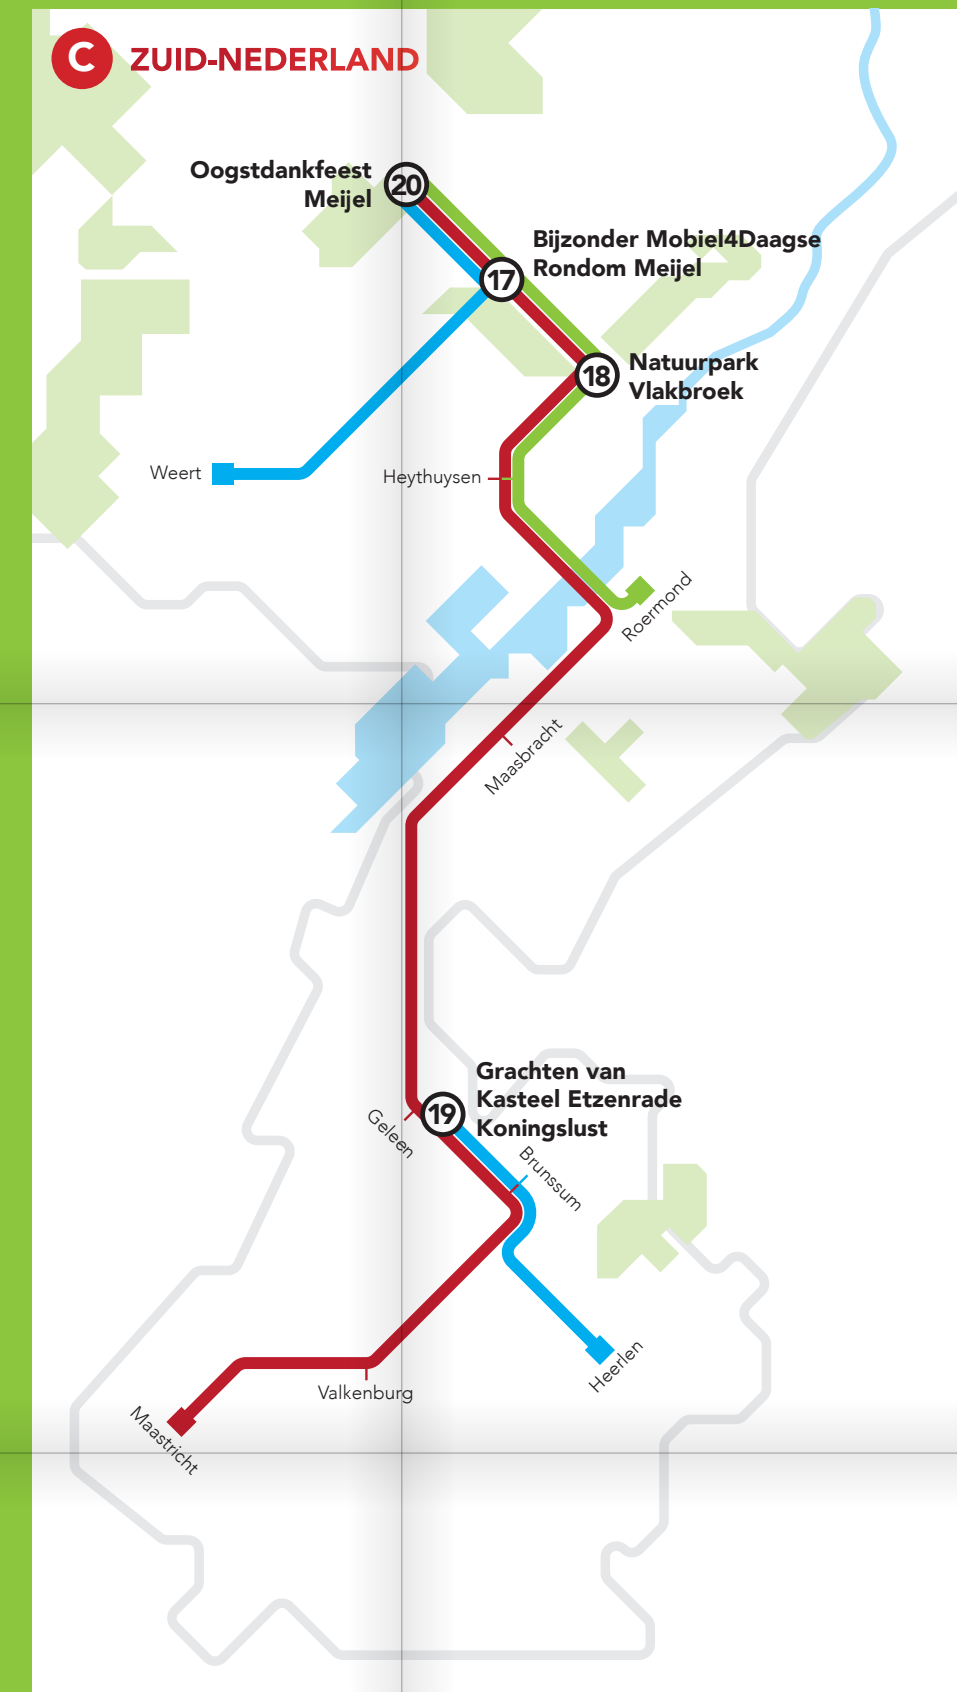 C ZUID-NEDERLAND
Oogstdankfeest
Meijel
20
Bijzonder Mobiel4Daagse
Rondom Meijel
17
Natuurpark
Vlakbroek
18
Weert
Heythuysen
Roermond
Maasbracht
Grachten van
Kasteel Etzenrade
Koningslust
19
Geleen
Brunssum
Heerlen
Valkenburg
Maastricht